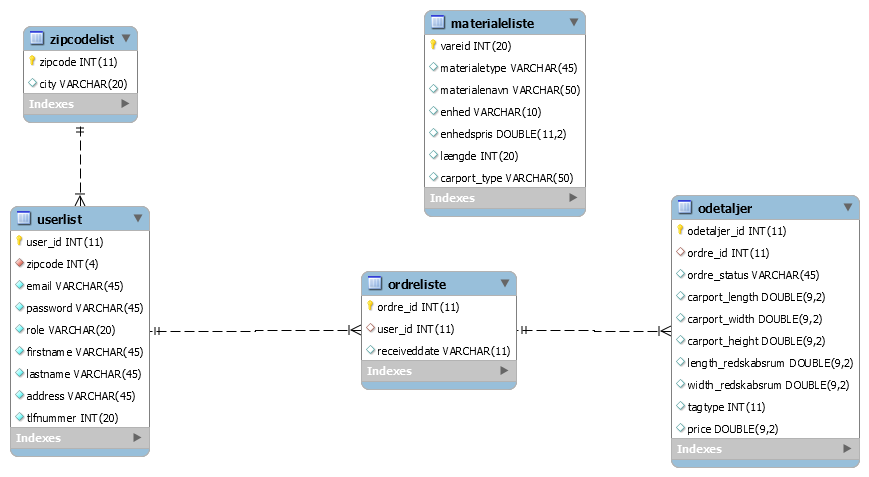 zipcodelist
zipcode INT(11)
city VARCHAR(20)
Indexes
materialeliste
vareid INT(20)
materialetype VARCHAR(45)
materialenavn VARCHAR(50)
enhed VARCHAR(10)
enhedspris DOUBLE(11,2)
længde INT(20)
carport_type VARCHAR(50)
Indexes
userlist
user_id INT(11)
zipcode INT(4)
email VARCHAR(45)
password VARCHAR(45)
role VARCHAR(20)
firstname VARCHAR(45)
lastname VARCHAR(45)
address VARCHAR(45)
tlfnummer INT(20)
Indexes
ordreliste
ordre_id INT(11)
user_id INT(11)
receiveddate VARCHAR(11)
Indexes
odetaljer
odetaljer_id INT(11)
ordre_id INT(11)
ordre_status VARCHAR(45)
carport_length DOUBLE(9,2)
carport_width DOUBLE(9,2)
carport_height DOUBLE(9,2)
length_redskabsrum DOUBLE(9,2)
width_redskabsrum DOUBLE(9,2)
tagtype INT(11)
price DOUBLE(9,2)
Indexes